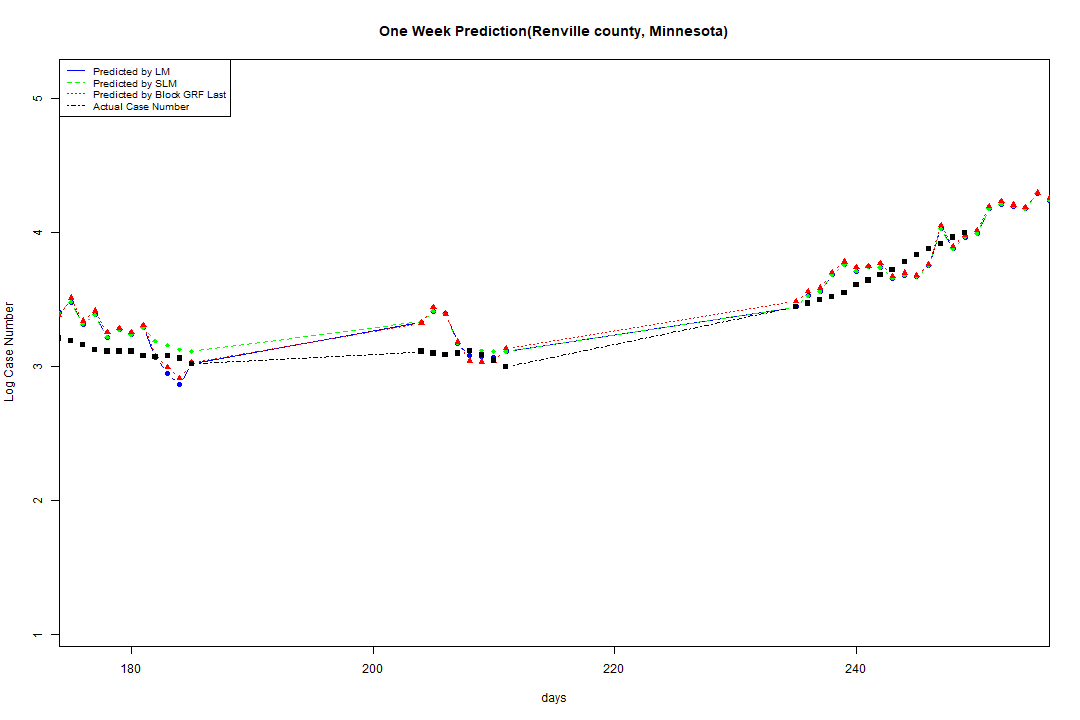 One Week Prediction(Renville county, Minnesota)
Predicted by LM
Predicted by SLM
Predicted by Block GRF Last
Actual Case Number
5
4
3
2
1
Log Case Number
180
200
220
240
days